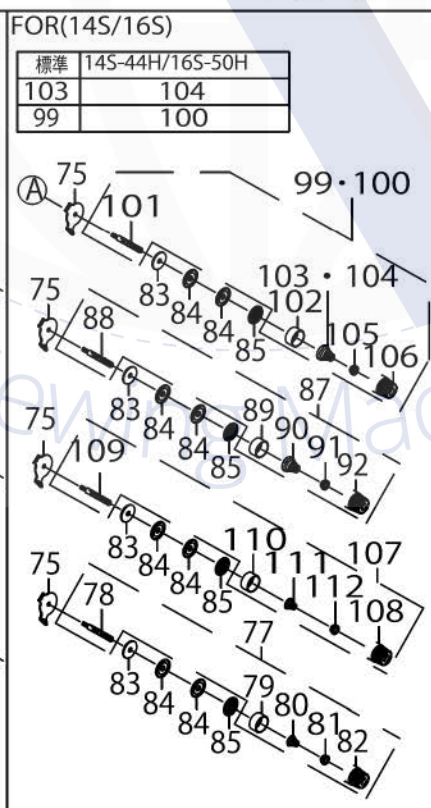 FOR(14S/16S)
標準 14S-44H/16S-50H
103 104
99 100
A 75 99・100
101
83 84 84 85 102 103・104 105 106
75
88 87
83 84 84 85 89 90 91 92
75
109 107
83 84 84 85 110 111 112 108
75
78 77
83 84 84 85 79 80 81 82
ewing Mac